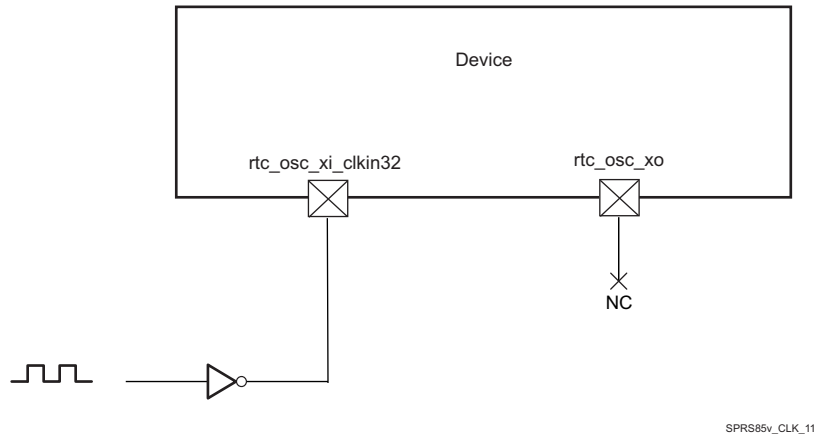 Device
rtc_osc_xi_clkin32
rtc_osc_xo
NC
SPRS85v_CLK_11